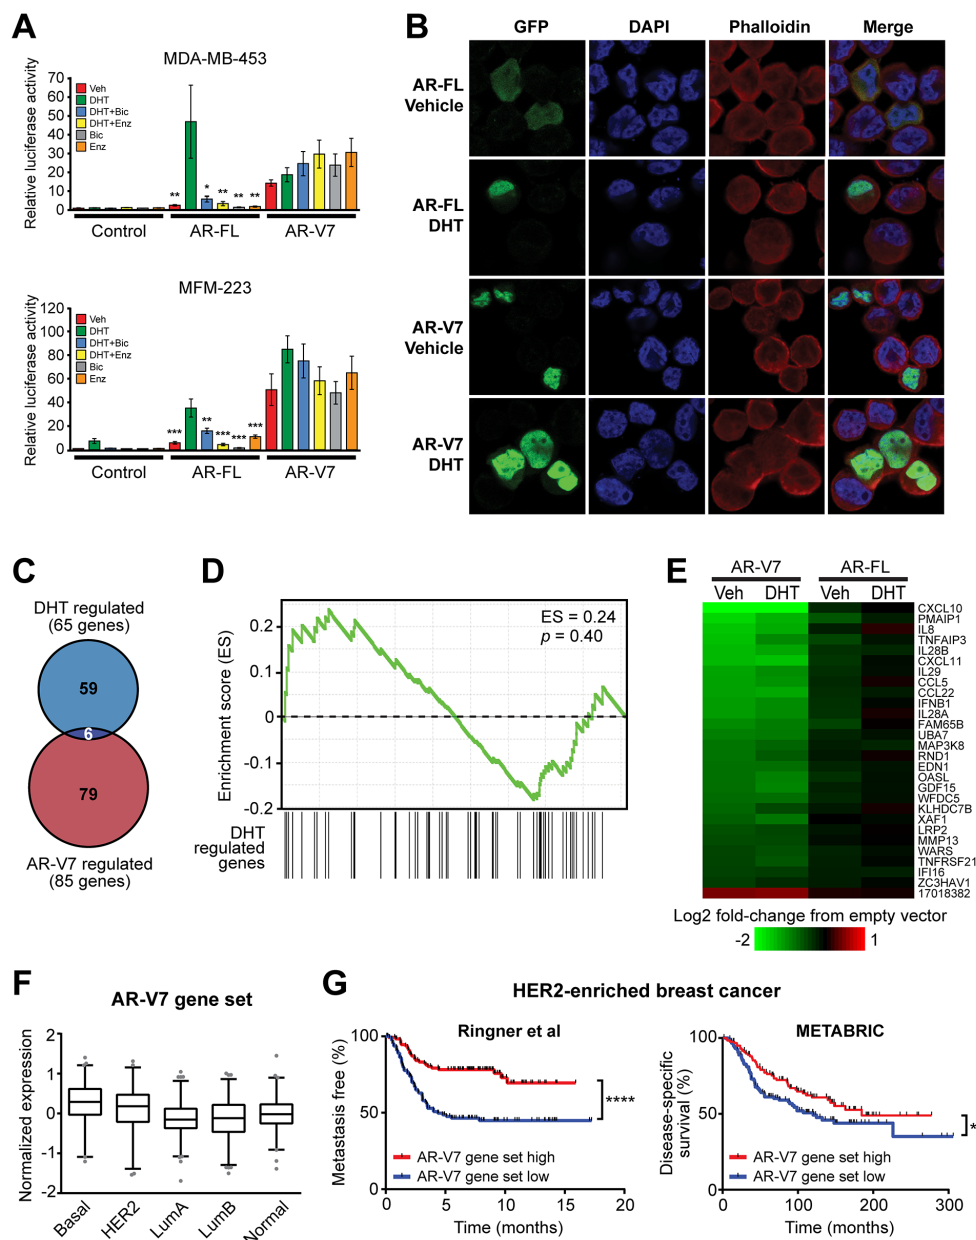 A
MDA-MB-453
Relative luciferase activity
70
60
50
40
30
20
10
0
Veh
DHT
DHT+Bic
DHT+Enz
Bic
Enz
** * ** ** **
Control AR-FL AR-V7
MFM-223
Relative luciferase activity
120
100
80
60
40
20
0
Veh
DHT
DHT+Bic
DHT+Enz
Bic
Enz
*** ** *** *** ***
Control AR-FL AR-V7
B
GFP DAPI Phalloidin Merge
AR-FL
Vehicle
AR-FL
DHT
AR-V7
Vehicle
AR-V7
DHT
C
DHT regulated
(65 genes)
59
6
79
AR-V7 regulated
(85 genes)
D
Enrichment score (ES)
0.2
0.1
0
-0.1
-0.2
ES = 0.24
p = 0.40
DHT
regulated
genes
E
AR-V7 AR-FL
Veh DHT Veh DHT
CXCL10
PMAIP1
IL8
TNFAIP3
IL28B
CXCL11
IL29
CCL5
CCL22
IFNB1
IL28A
FAM65B
UBA7
MAP3K8
RND1
EDN1
OASL
GDF15
WFDC5
KLHDC7B
XAF1
LRP2
MMP13
WARS
TNFRSF21
IFI16
ZC3HAV1
17018382
Log2 fold-change from empty vector
-2 1
F
AR-V7 gene set
Normalized expression
2
1
0
-1
-2
Basal HER2 LumA LumB Normal
G
HER2-enriched breast cancer
Ringner et al
Metastasis free (%)
100
50
0
****
AR-V7 gene set high
AR-V7 gene set low
0 5 10 15 20
Time (months)
METABRIC
Disease-specific
survival (%)
100
50
0
*
AR-V7 gene set high
AR-V7 gene set low
0 100 200 300
Time (months)